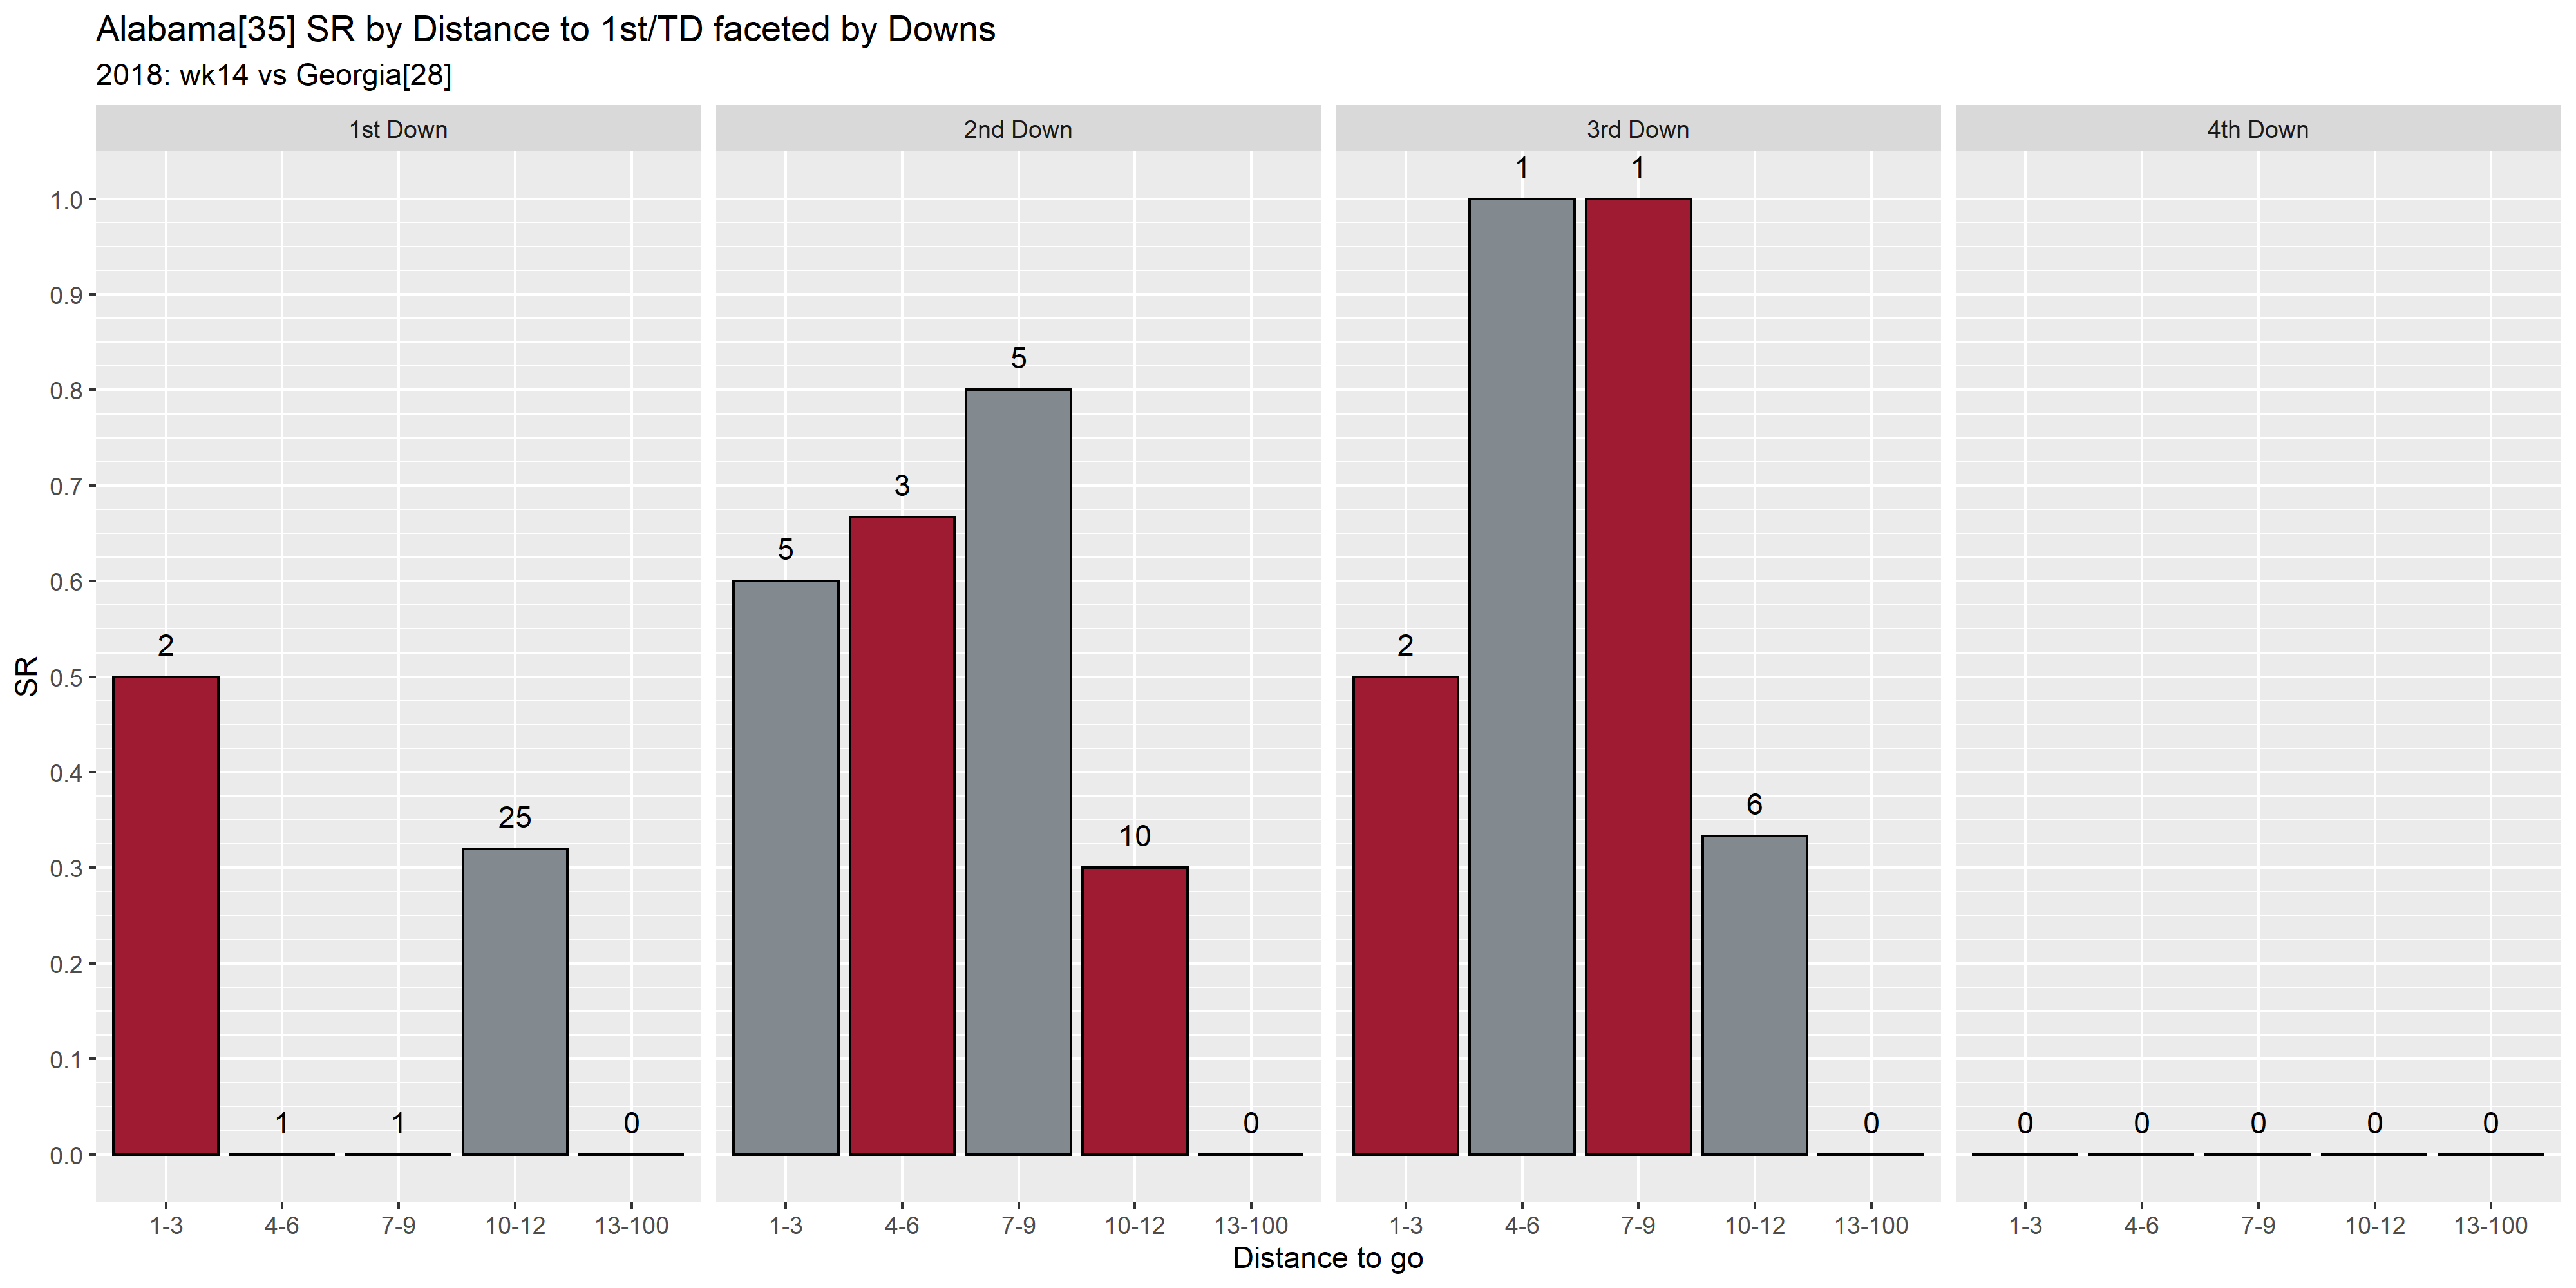 Alabama[35] SR by Distance to 1st/TD faceted by Downs
2018: wk14 vs Georgia[28]
1st Down
2nd Down
3rd Down
4th Down
SR
1.0
0.9
0.8
0.7
0.6
0.5
0.4
0.3
0.2
0.1
0.0
2
1
1
25
0
5
3
5
10
0
2
1
1
6
0
0
0
0
0
0
1-3 4-6 7-9 10-12 13-100
1-3 4-6 7-9 10-12 13-100
1-3 4-6 7-9 10-12 13-100
1-3 4-6 7-9 10-12 13-100
Distance to go